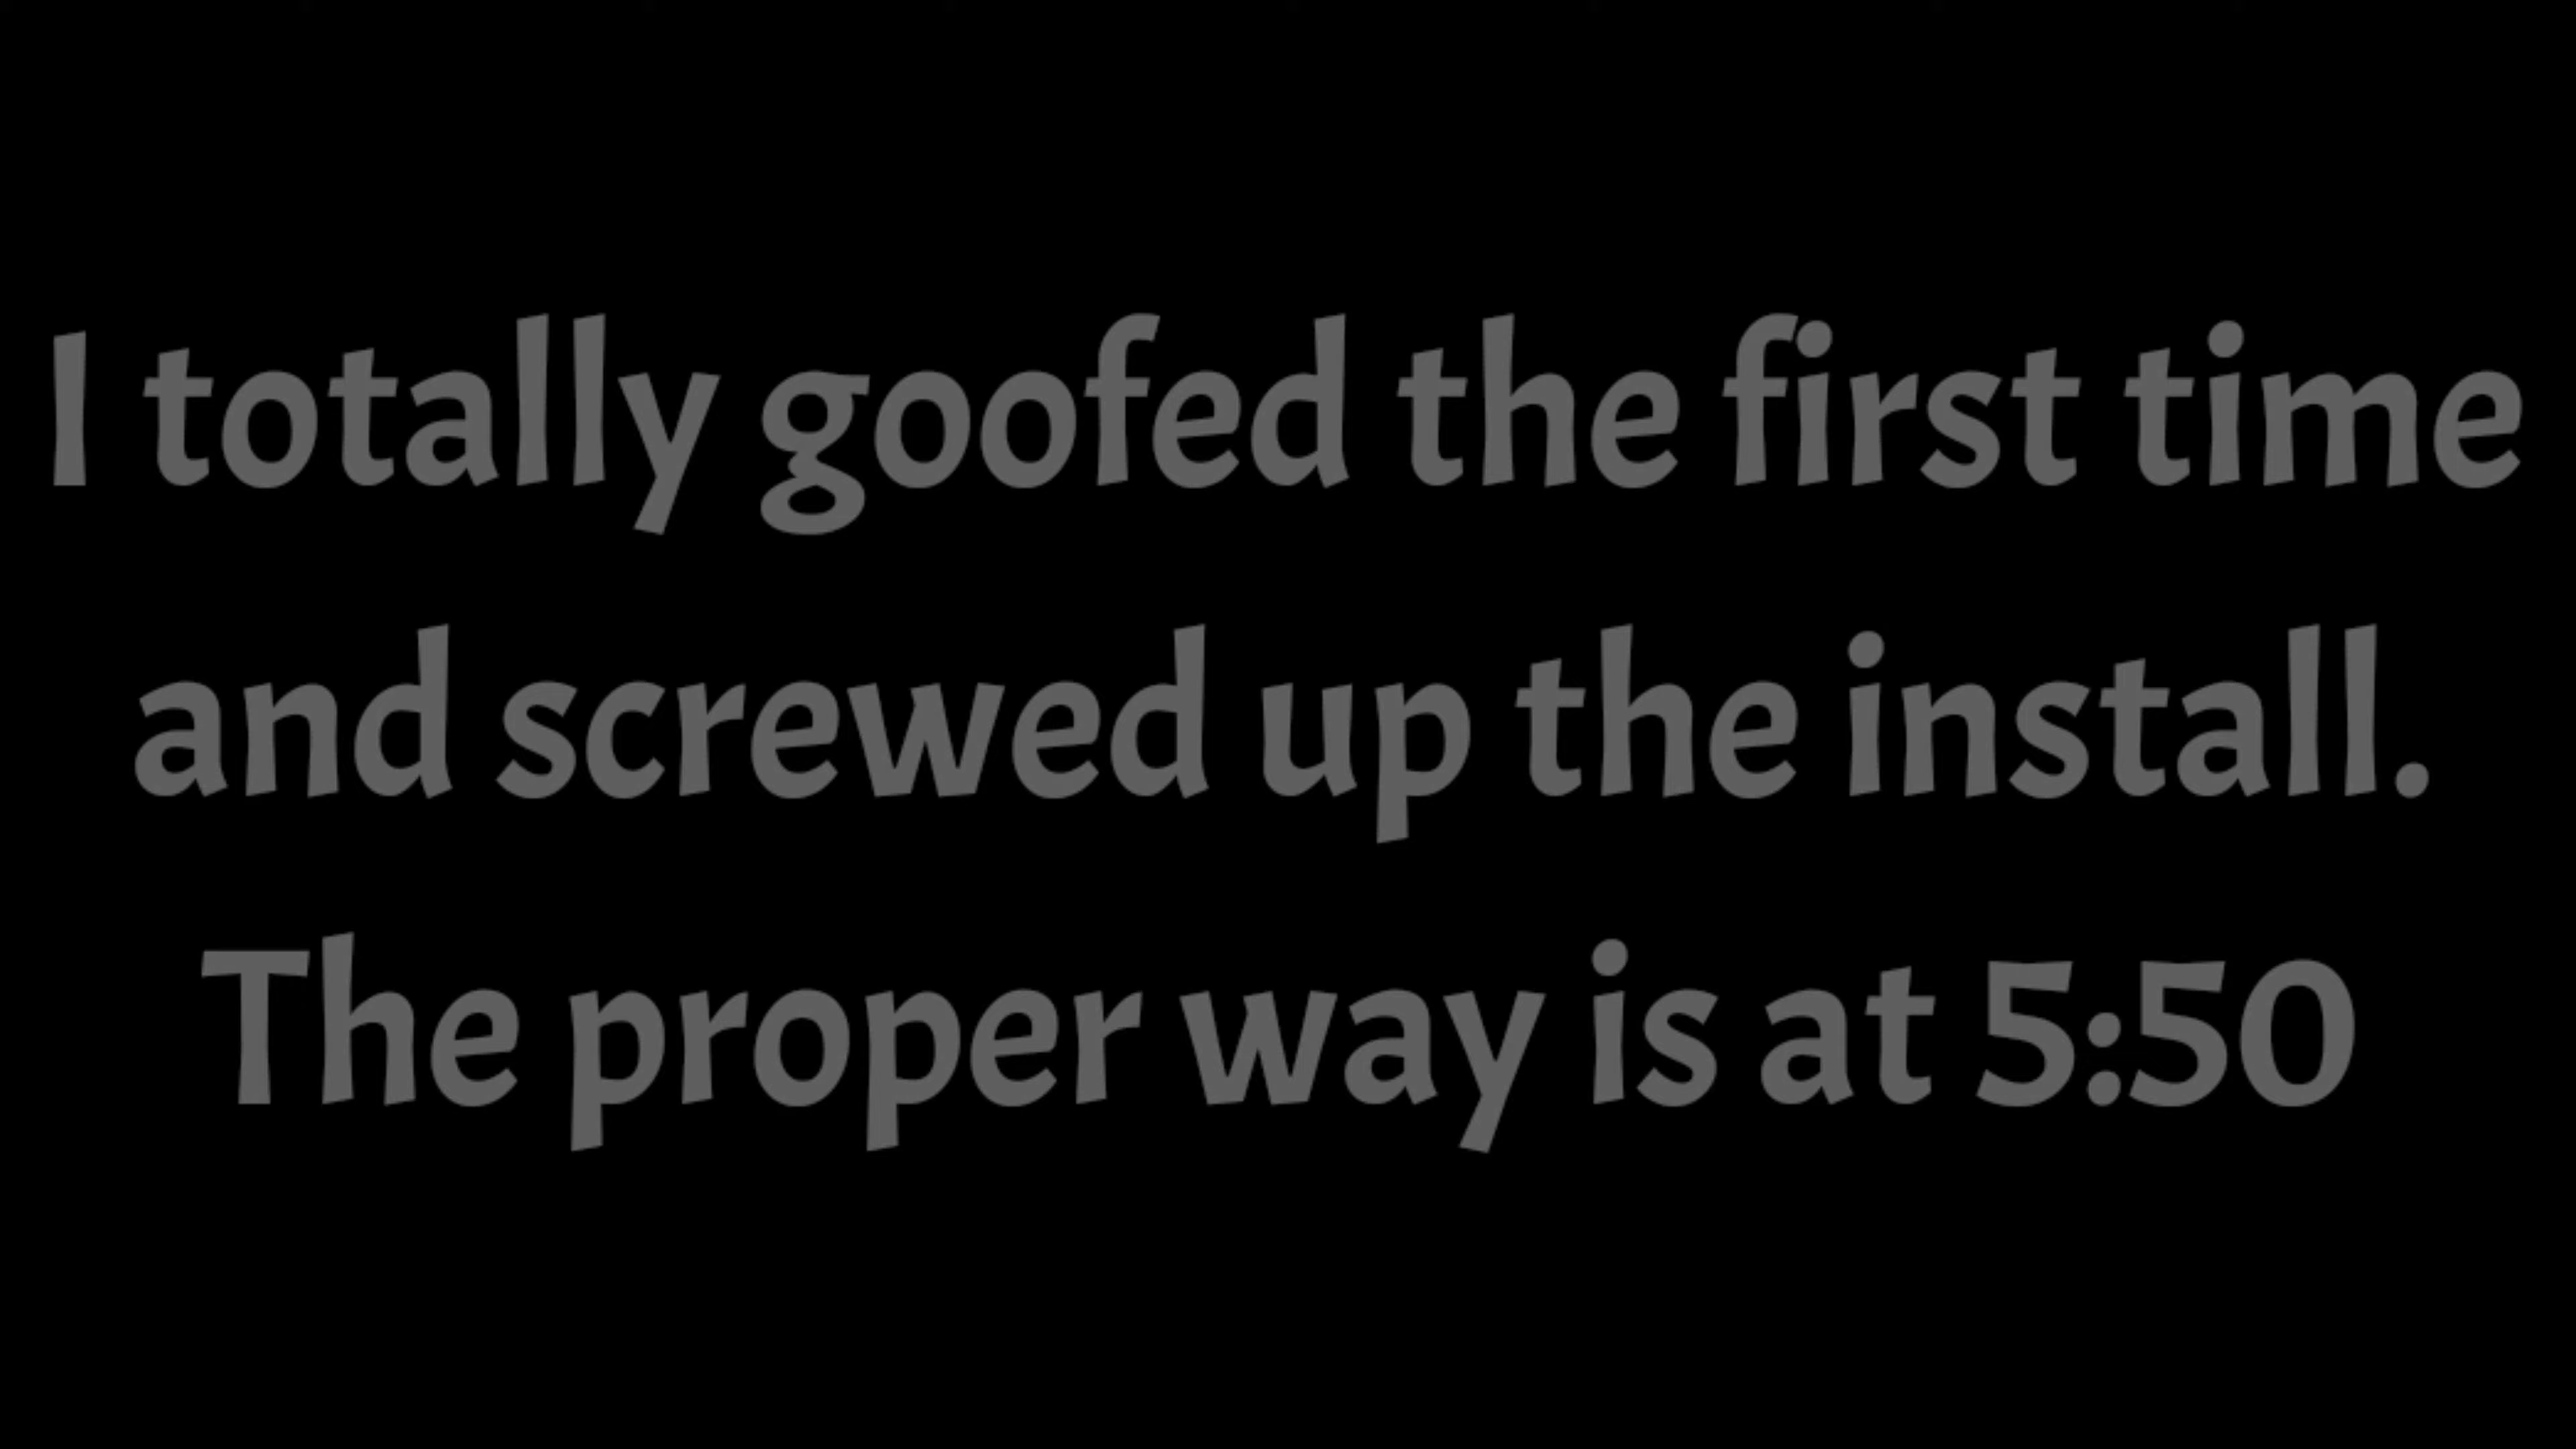 I totally goofed the first time
and screwed up the install.
The proper way is at 5:50